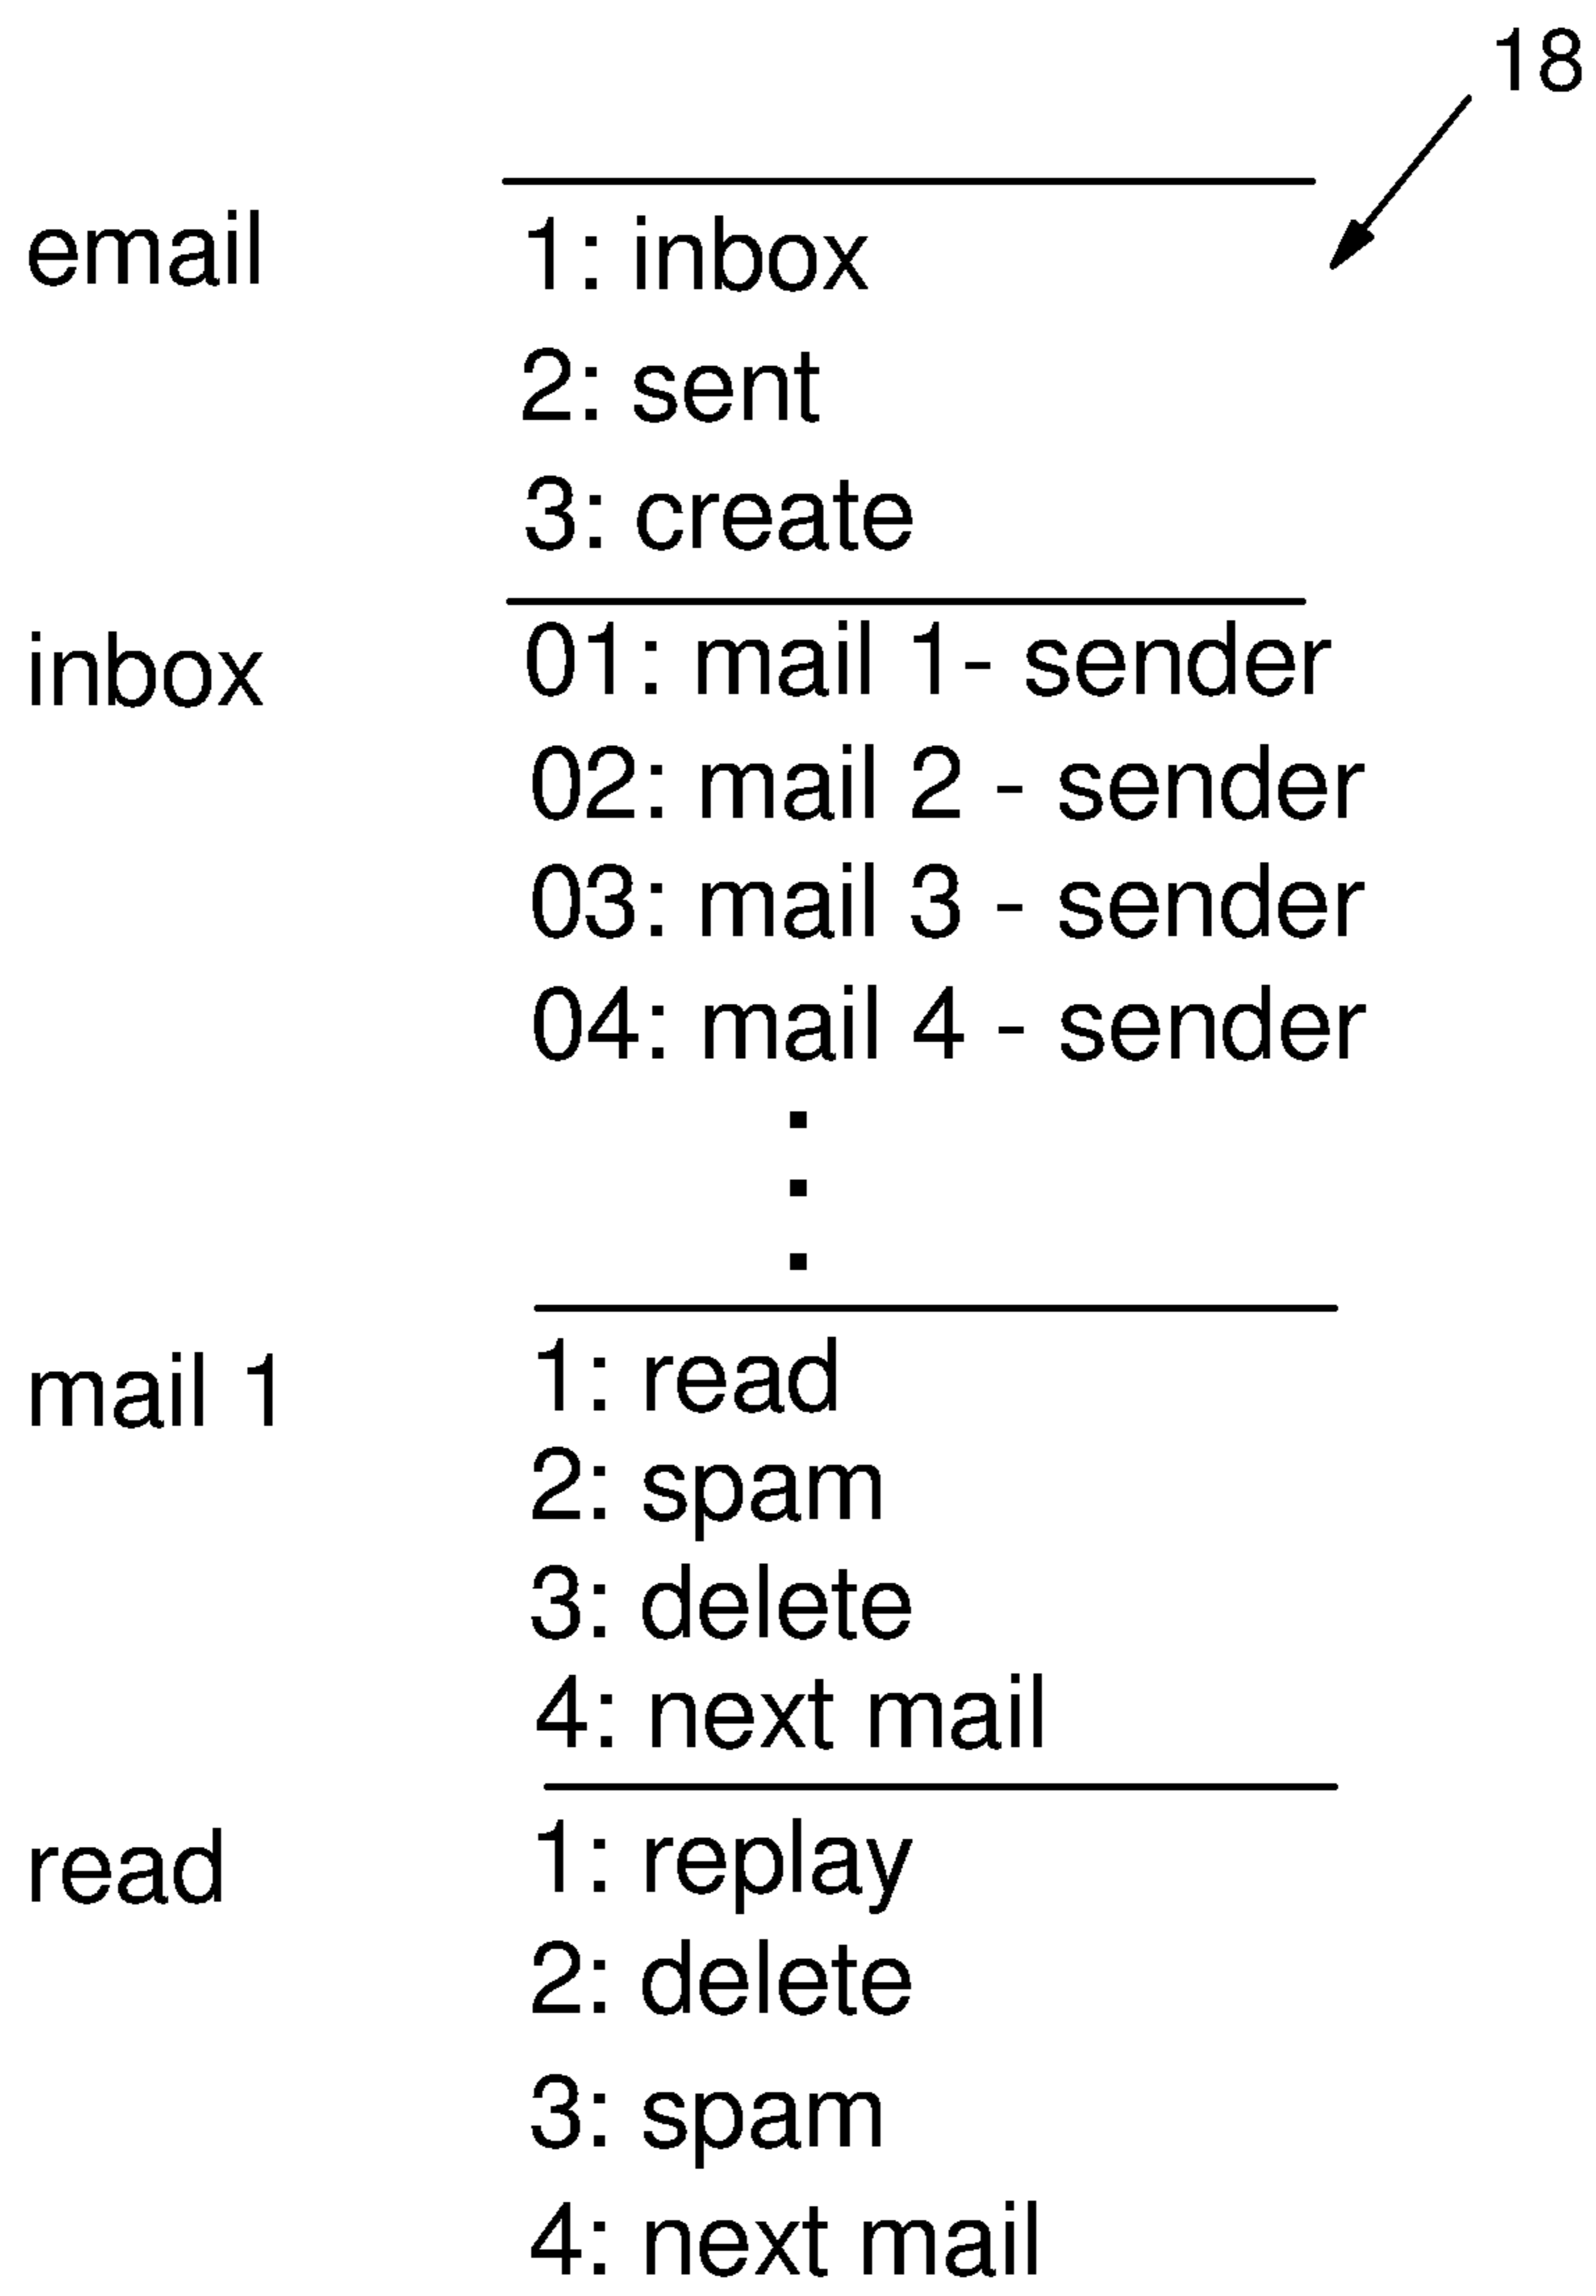 18
email 1: inbox
2: sent
3: create
inbox 01: mail 1- sender
02: mail 2 - sender
03: mail 3 - sender
04: mail 4 - sender
.
.
.
mail 1 1: read
2: spam
3: delete
4: next mail
read 1: replay
2: delete
3: spam
4: next mail